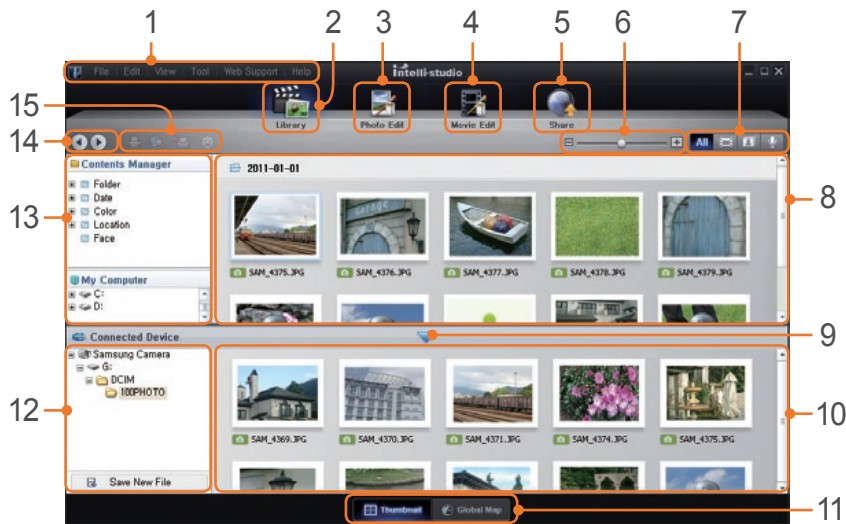 1 2 3 4 5 6 7
File Edit View Tool Web Support Help
intelli-studio
Library Photo Edit Movie Edit Share
15
14
All
Contents Manager
Folder
Date
Color
Location
Face
13
My Computer
C:
D:
2011-01-01
garage
SAM_4375.JPG SAM_4376.JPG SAM_4377.JPG SAM_4378.JPG SAM_4379.JPG
8
Connected Device
9
Samsung Camera
G:
DCIM
100PHOTO
12
Save New File
SAM_4369.JPG SAM_4370.JPG SAM_4371.JPG SAM_4374.JPG SAM_4375.JPG
10
Thumbnail Global Map
11